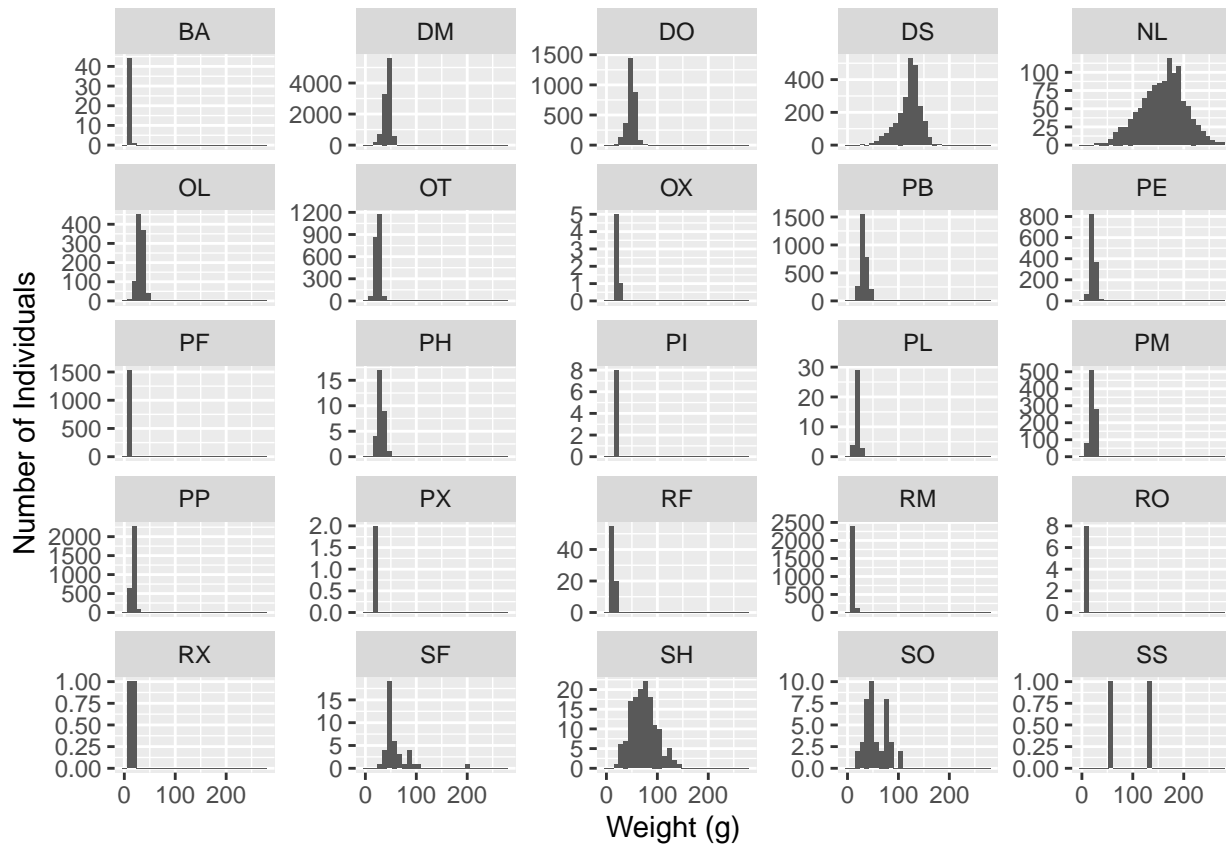 BA DM DO DS NL
40 30 20 10 0
4000 2000 0
1500 1000 500 0
400 200 0
100 75 50 25 0
OL OT OX PB PE
400 300 200 100 0
1200 900 600 300 0
5 4 3 2 1 0
1500 1000 500 0
800 600 400 200 0
PF PH PI PL PM
1500 1000 500 0
15 10 5 0
8 6 4 2 0
30 20 10 0
500 400 300 200 100 0
PP PX RF RM RO
2000 1500 1000 500 0
2.0 1.5 1.0 0.5 0.0
40 20 0
2500 2000 1500 1000 500 0
8 6 4 2 0
RX SF SH SO SS
1.00 0.75 0.50 0.25 0.00
15 10 5 0
20 15 10 5 0
10.0 7.5 5.0 2.5 0.0
1.00 0.75 0.50 0.25 0.00
0 100 200 0 100 200 0 100 200 0 100 200 0 100 200
Weight (g)
Number of Individuals